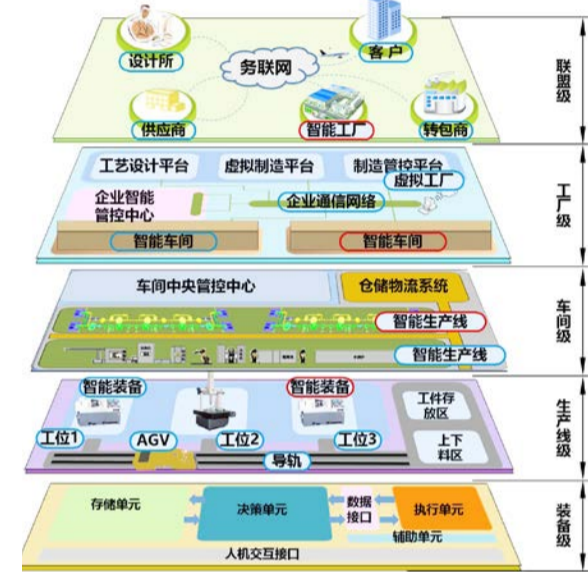 设计所
务联网
客户
供应商
智能工厂
转包商
联盟级
工艺设计平台
虚拟制造平台
制造管控平台
虚拟工厂
企业智能
管控中心
企业通信网络
智能车间
智能车间
工厂级
车间中央管控中心
仓储物流系统
智能生产线
智能生产线
车间级
智能装备
智能装备
工件存
放区
工位1
AGV
工位2
工位3
导轨
上下
料区
生产线级
存储单元
决策单元
数据
接口
执行单元
辅助单元
人机交互接口
装备级